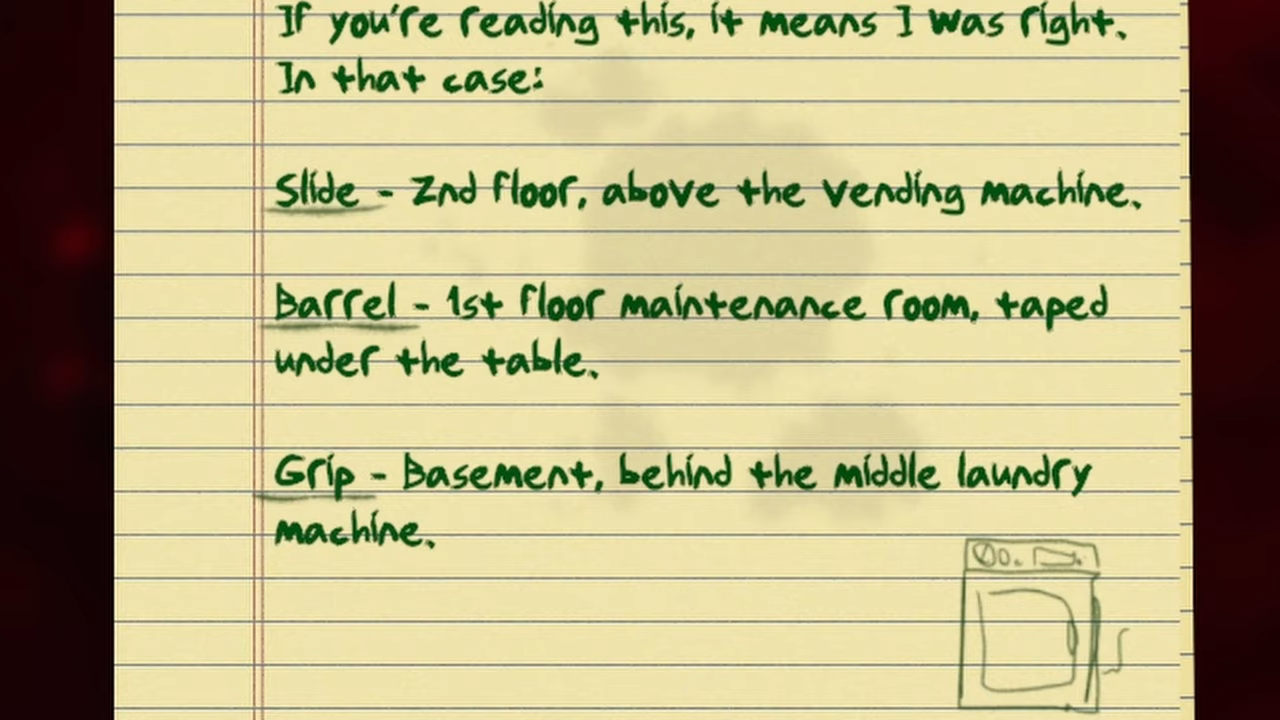 If you're reading this, it means I was right.
In that case:
Slide - 2nd floor, above the vending machine.
Barrel - 1st floor maintenance room, taped
under the table.
Grip - Basement, behind the middle laundry
machine.